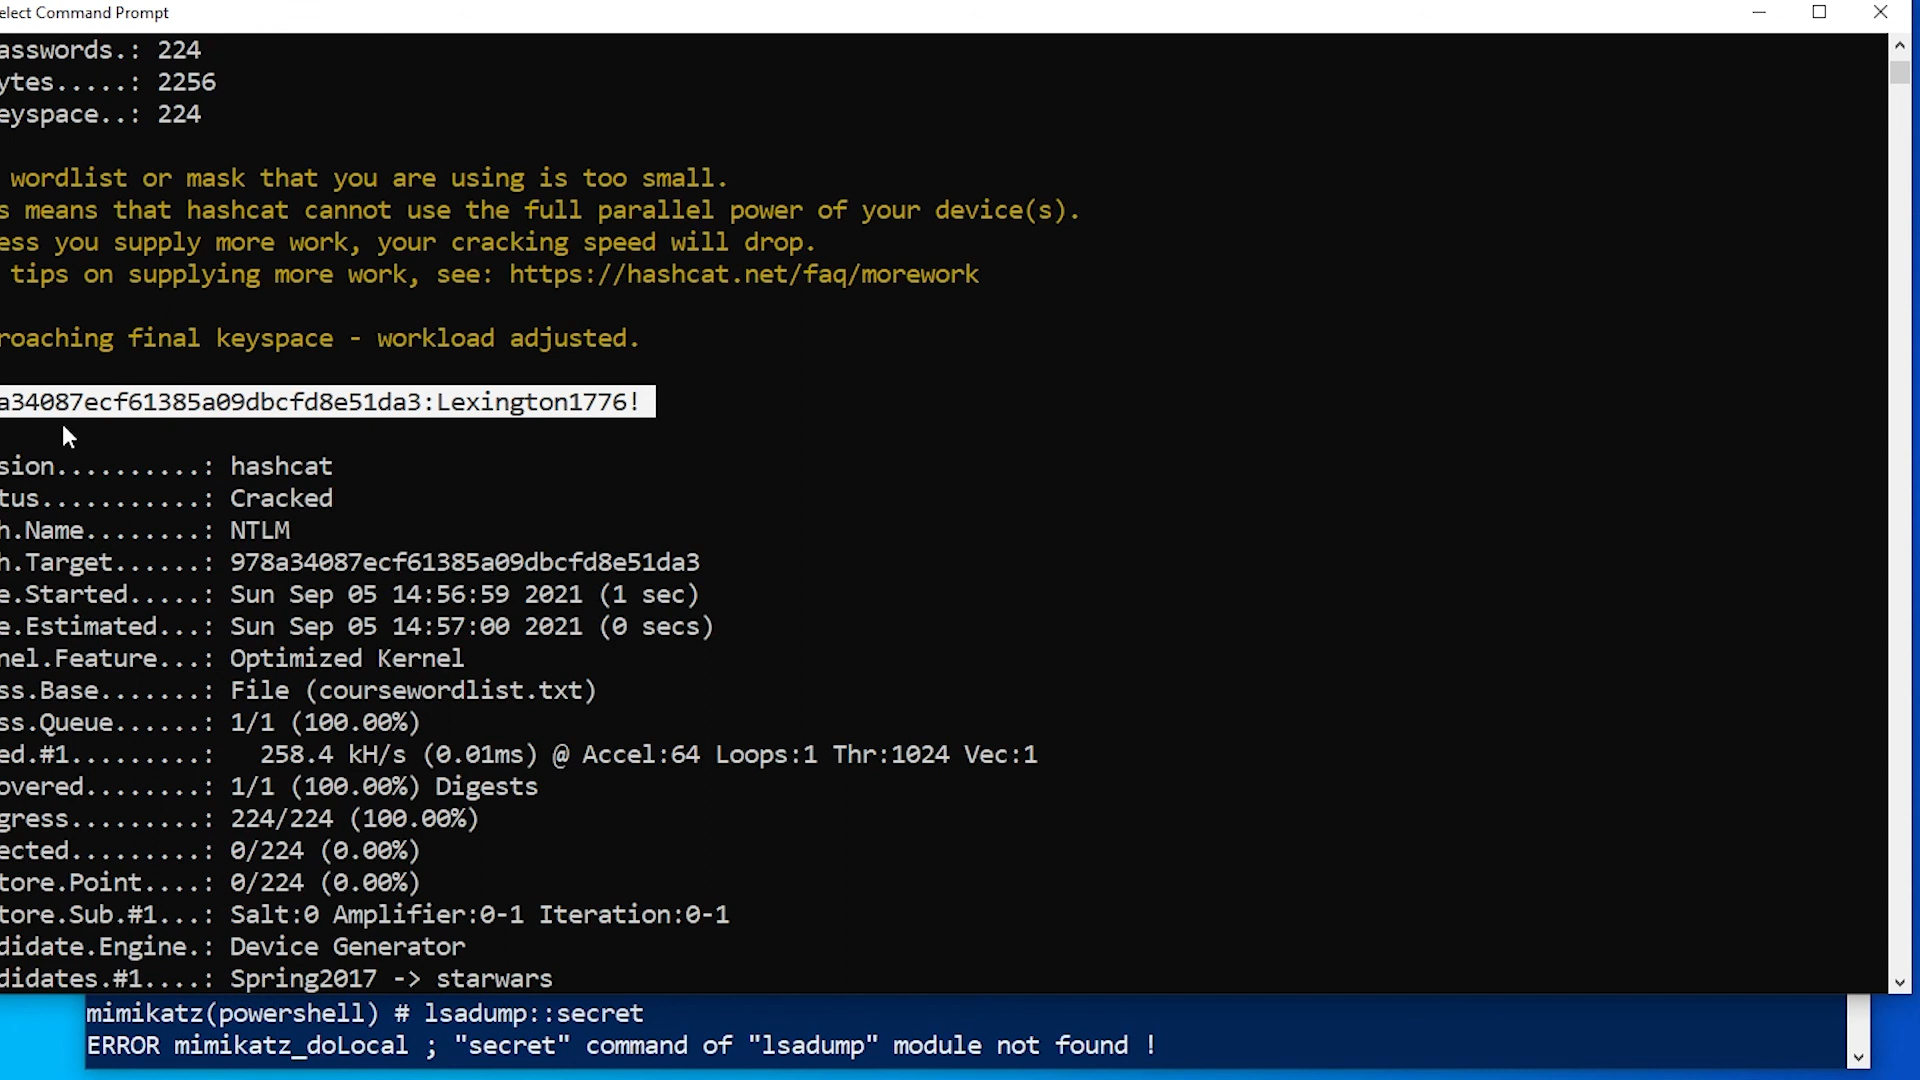 elect Command Prompt
asswords.: 224
ytes.....: 2256
eyspace..: 224
wordlist or mask that you are using is too small.
s means that hashcat cannot use the full parallel power of your device(s).
ess you supply more work, your cracking speed will drop.
tips on supplying more work, see: https://hashcat.net/faq/morework
roaching final keyspace - workload adjusted.
a34087ecf61385a09dbcfd8e51da3:Lexington1776!
sion..........: hashcat
tus...........: Cracked
h.Name........: NTLM
h.Target......: 978a34087ecf61385a09dbcfd8e51da3
e.Started.....: Sun Sep 05 14:56:59 2021 (1 sec)
e.Estimated...: Sun Sep 05 14:57:00 2021 (0 secs)
nel.Feature...: Optimized Kernel
ss.Base.......: File (coursewordlist.txt)
ss.Queue......: 1/1 (100.00%)
ed.#1.........:   258.4 kH/s (0.01ms) @ Accel:64 Loops:1 Thr:1024 Vec:1
overed........: 1/1 (100.00%) Digests
gress.........: 224/224 (100.00%)
ected.........: 0/224 (0.00%)
tore.Point....: 0/224 (0.00%)
tore.Sub.#1...: Salt:0 Amplifier:0-1 Iteration:0-1
didate.Engine.: Device Generator
didates.#1....: Spring2017 -> starwars
mimikatz(powershell) # lsadump::secret
ERROR mimikatz_doLocal ; "secret" command of "lsadump" module not found !